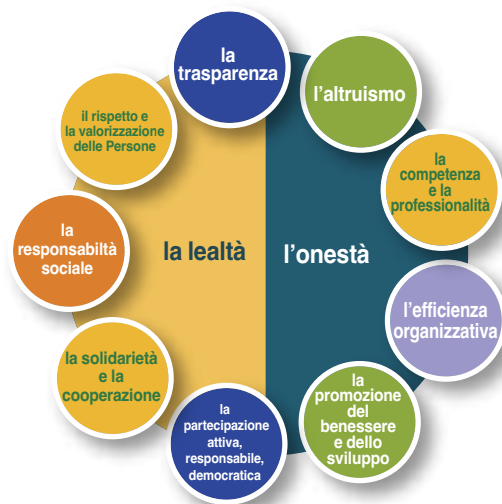 la
trasparenza
l'altruismo
la
competenza
e la
professionalità
l'efficienza
organizzativa
la
promozione
del
benessere
e dello
sviluppo
la
partecipazione
attiva,
responsabile,
democratica
la solidarietà
e la
cooperazione
la
responsabiltà
sociale
il rispetto e
la valorizzazione
delle Persone
la lealtà
l'onestà